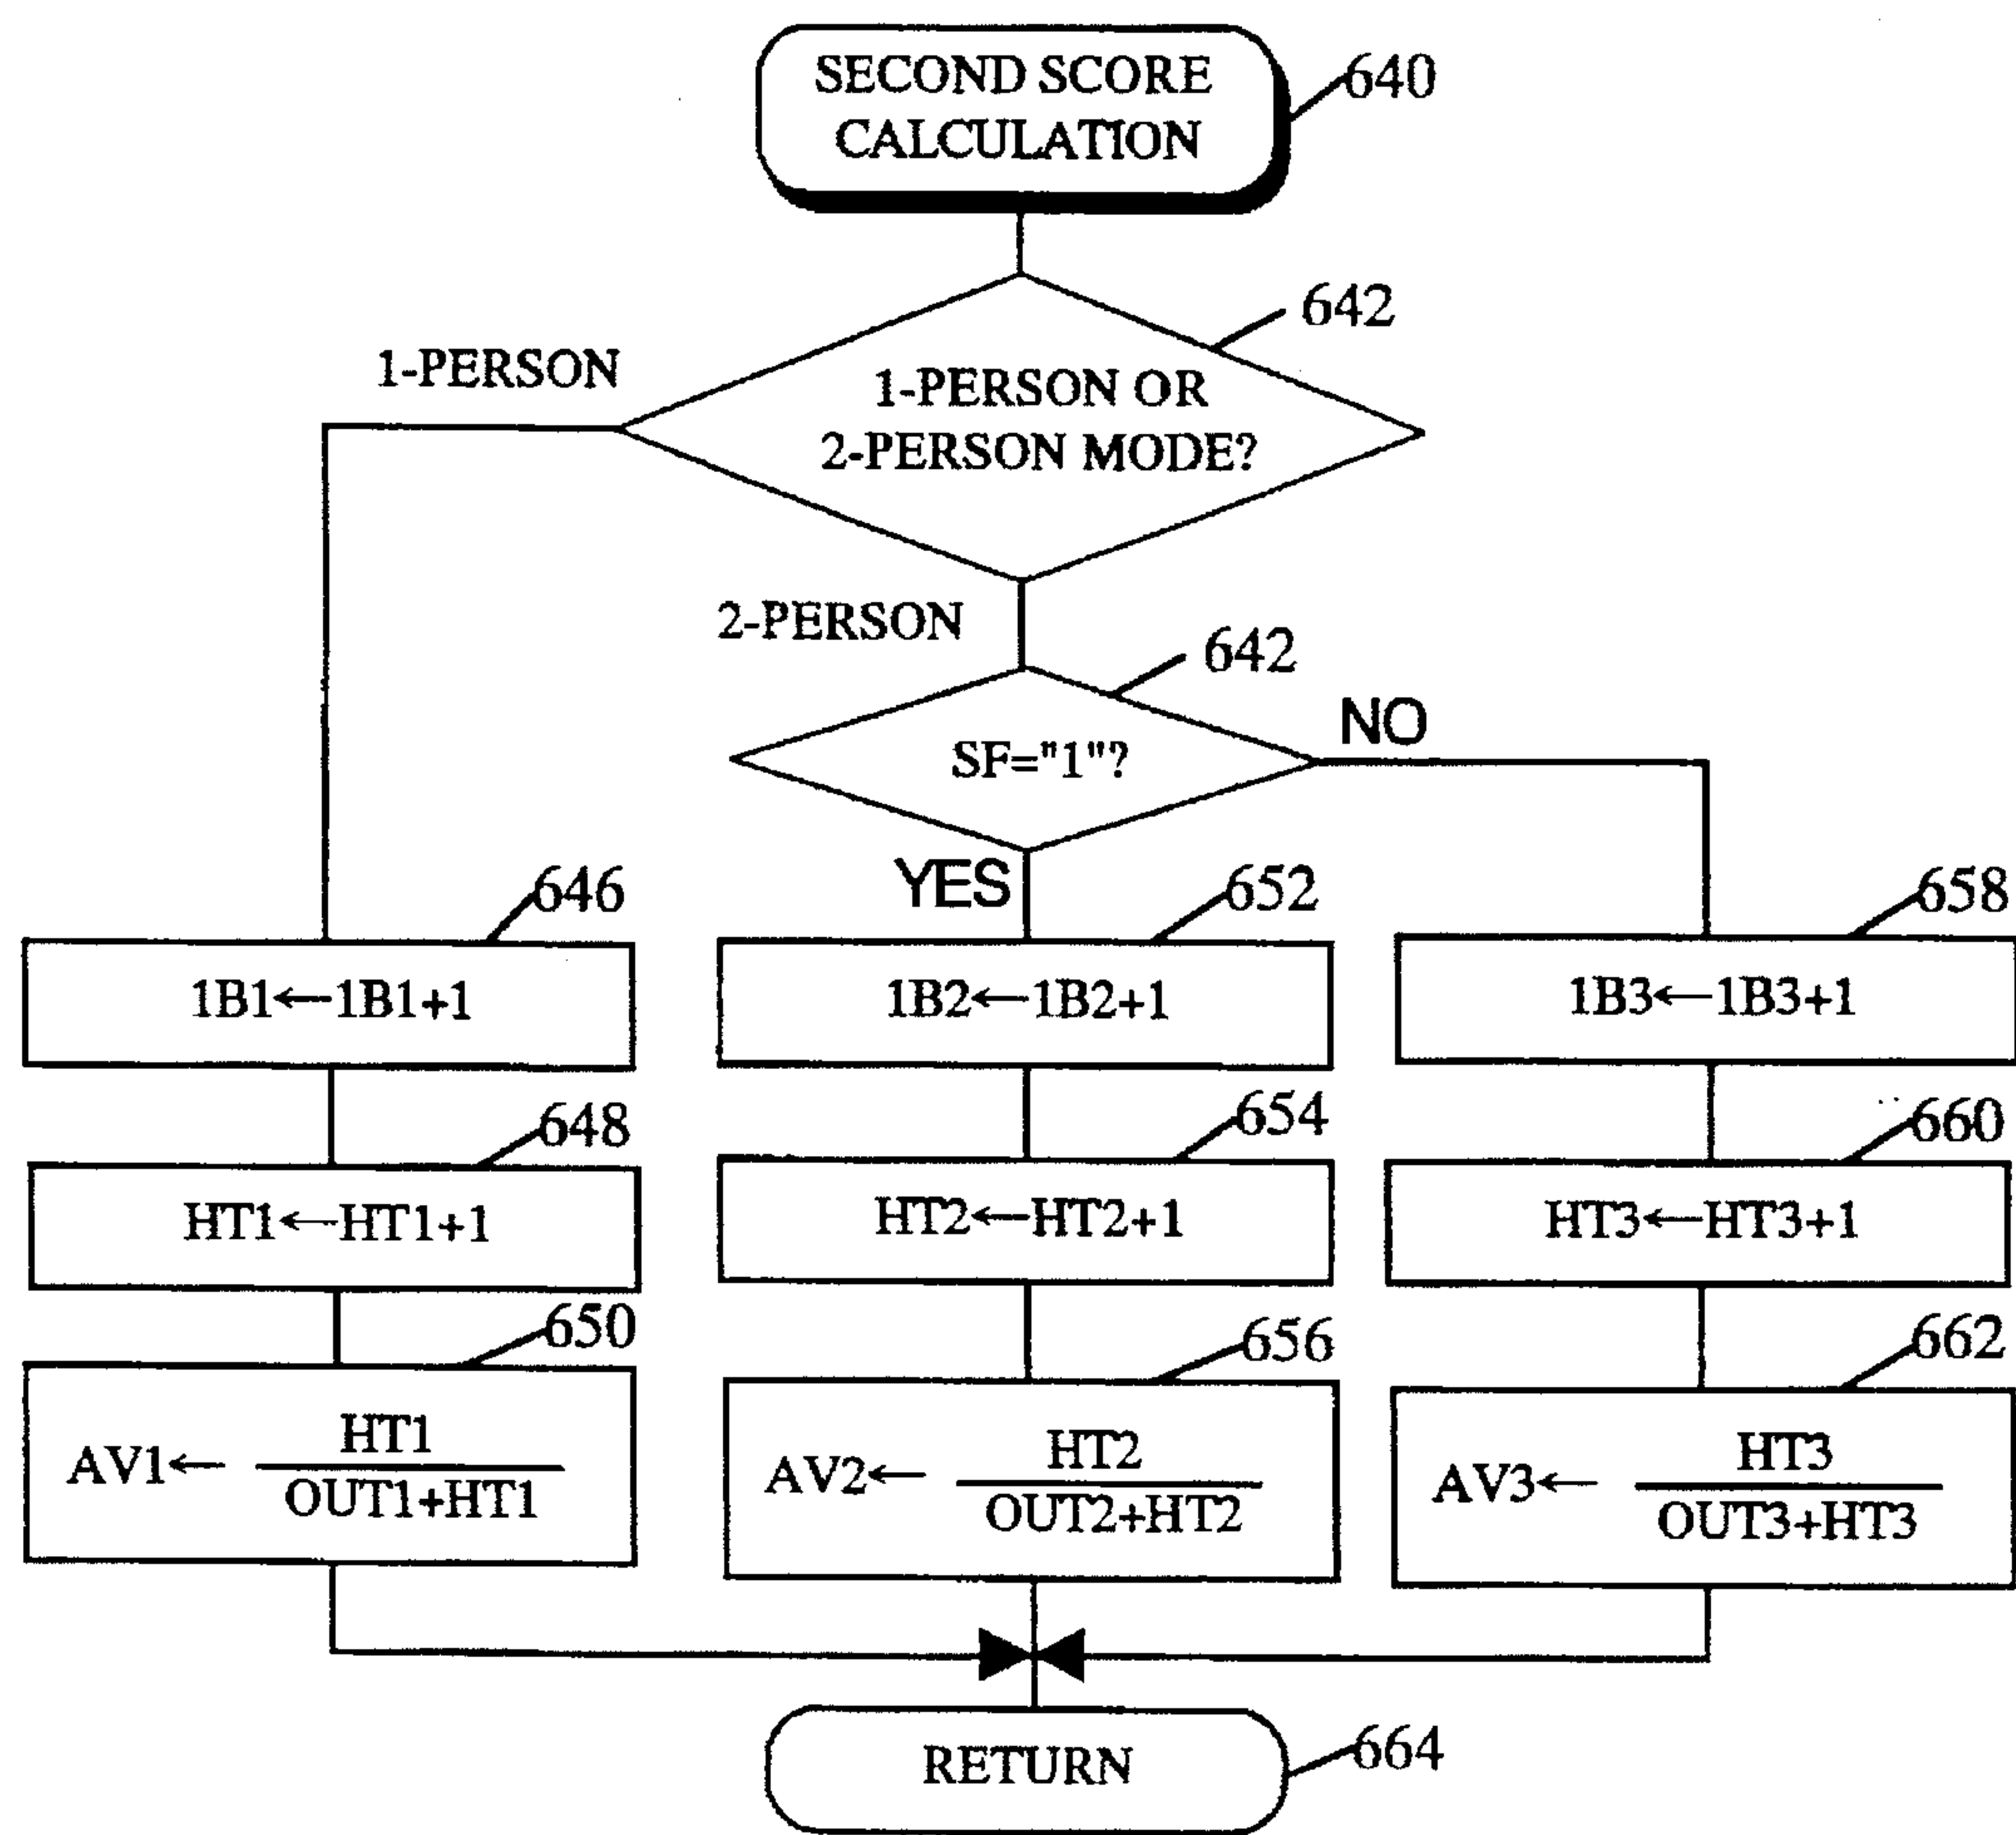 SECOND SCORE
CALCULATION
640
642
1-PERSON
1-PERSON OR
2-PERSON MODE?
2-PERSON
642
SF="1"?
NO
YES
646
652
658
1B1←1B1+1
1B2←1B2+1
1B3←1B3+1
648
654
660
HT1←HT1+1
HT2←HT2+1
HT3←HT3+1
650
656
662
AV1←
HT1
OUT1+HT1
AV2←
HT2
OUT2+HT2
AV3←
HT3
OUT3+HT3
RETURN
664